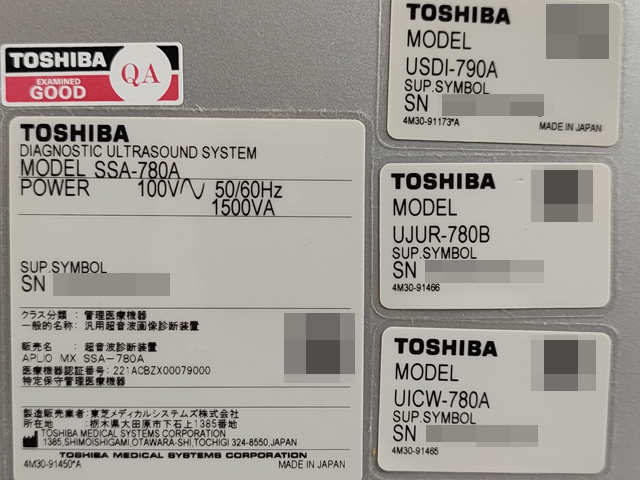 TOSHIBA
EXAMINED
GOOD
QA
TOSHIBA
DIAGNOSTIC ULTRASOUND SYSTEM
MODEL SSA-780A
POWER 100V 50/60Hz
1500VA
SUP.SYMBOL
SN
クラス分類 : 管理医療機器
一般的名称: 汎用超音波画像診断装置
販売名 : 超音波診断装置
APLIO MX SSA-780A
医療機器認証番号: 221ACBZX00079000
特定保守管理医療機器
製造販売業者:東芝メディカルシステムズ株式会社
所在地 :栃木県大田原市下石上1385番地
TOSHIBA MEDICAL SYSTEMS CORPORATION
1385,SHIMOISHIGAMI,OTAWARA-SHI,TOCHIGI 324-8550,JAPAN
TOSHIBA MEDICAL SYSTEMS CORPORATION
4M30-91450*A MADE IN JAPAN
TOSHIBA
MODEL
USDI-790A
SUP.SYMBOL
SN
4M30-91173*A MADE IN JAPAN
TOSHIBA
MODEL
UJUR-780B
SUP.SYMBOL
SN
4M30-91466
TOSHIBA
MODEL
UICW-780A
SUP.SYMBOL
SN
4M30-91465